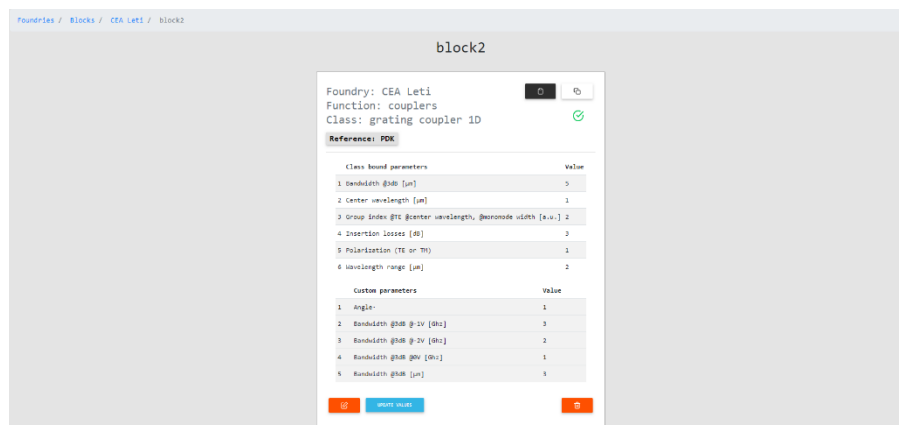 Foundries / Blocks / CEA Leti / block2
block2
Foundry: CEA Leti
Function: couplers
Class: grating coupler 1D
Reference: PDK
Class bound parameters Value
1 Bandwidth @3dB [µm] 5
2 Center wavelength [µm] 1
3 Group index @TE @center wavelength, @monomode width [a.u.] 2
4 Insertion losses [dB] 3
5 Polarization (TE or TM) 1
6 Wavelength range [µm] 2
Custom parameters Value
1 Angle- 1
2 Bandwidth @3dB @-1V [Ghz] 3
3 Bandwidth @3dB @-2V [Ghz] 2
4 Bandwidth @3dB @0V [Ghz] 1
5 Bandwidth @3dB [µm] 3
UPDATE VALUES